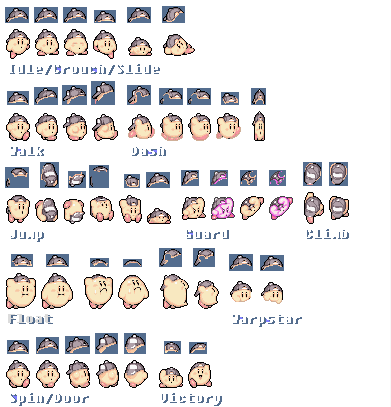 Idle/Crouch/Slide
Walk Dash
Jump Guard Climb
Float Warpstar
Spin/Door Victory